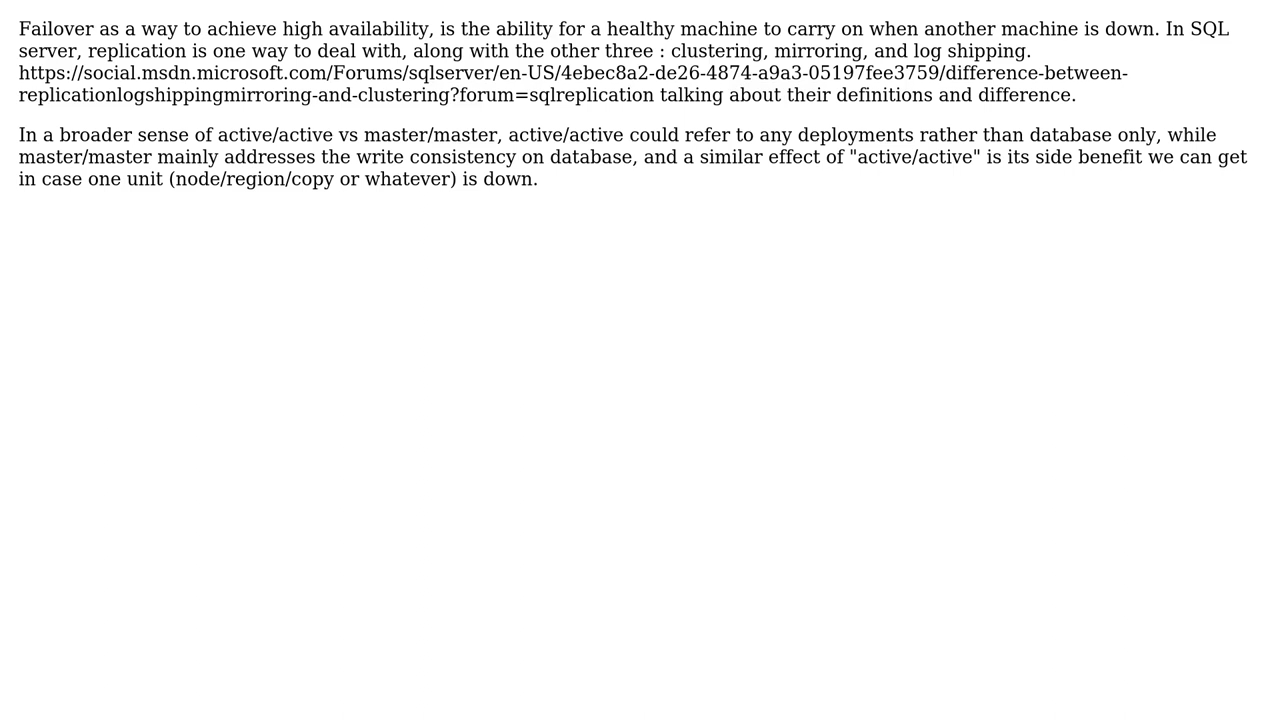 Failover as a way to achieve high availability, is the ability for a healthy machine to carry on when another machine is down. In SQL
server, replication is one way to deal with, along with the other three : clustering, mirroring, and log shipping.
https://social.msdn.microsoft.com/Forums/sqlserver/en-US/4ebec8a2-de26-4874-a9a3-05197fee3759/difference-between-
replicationlogshippingmirroring-and-clustering?forum=sqlreplication talking about their definitions and difference.
In a broader sense of active/active vs master/master, active/active could refer to any deployments rather than database only, while
master/master mainly addresses the write consistency on database, and a similar effect of "active/active" is its side benefit we can get
in case one unit (node/region/copy or whatever) is down.